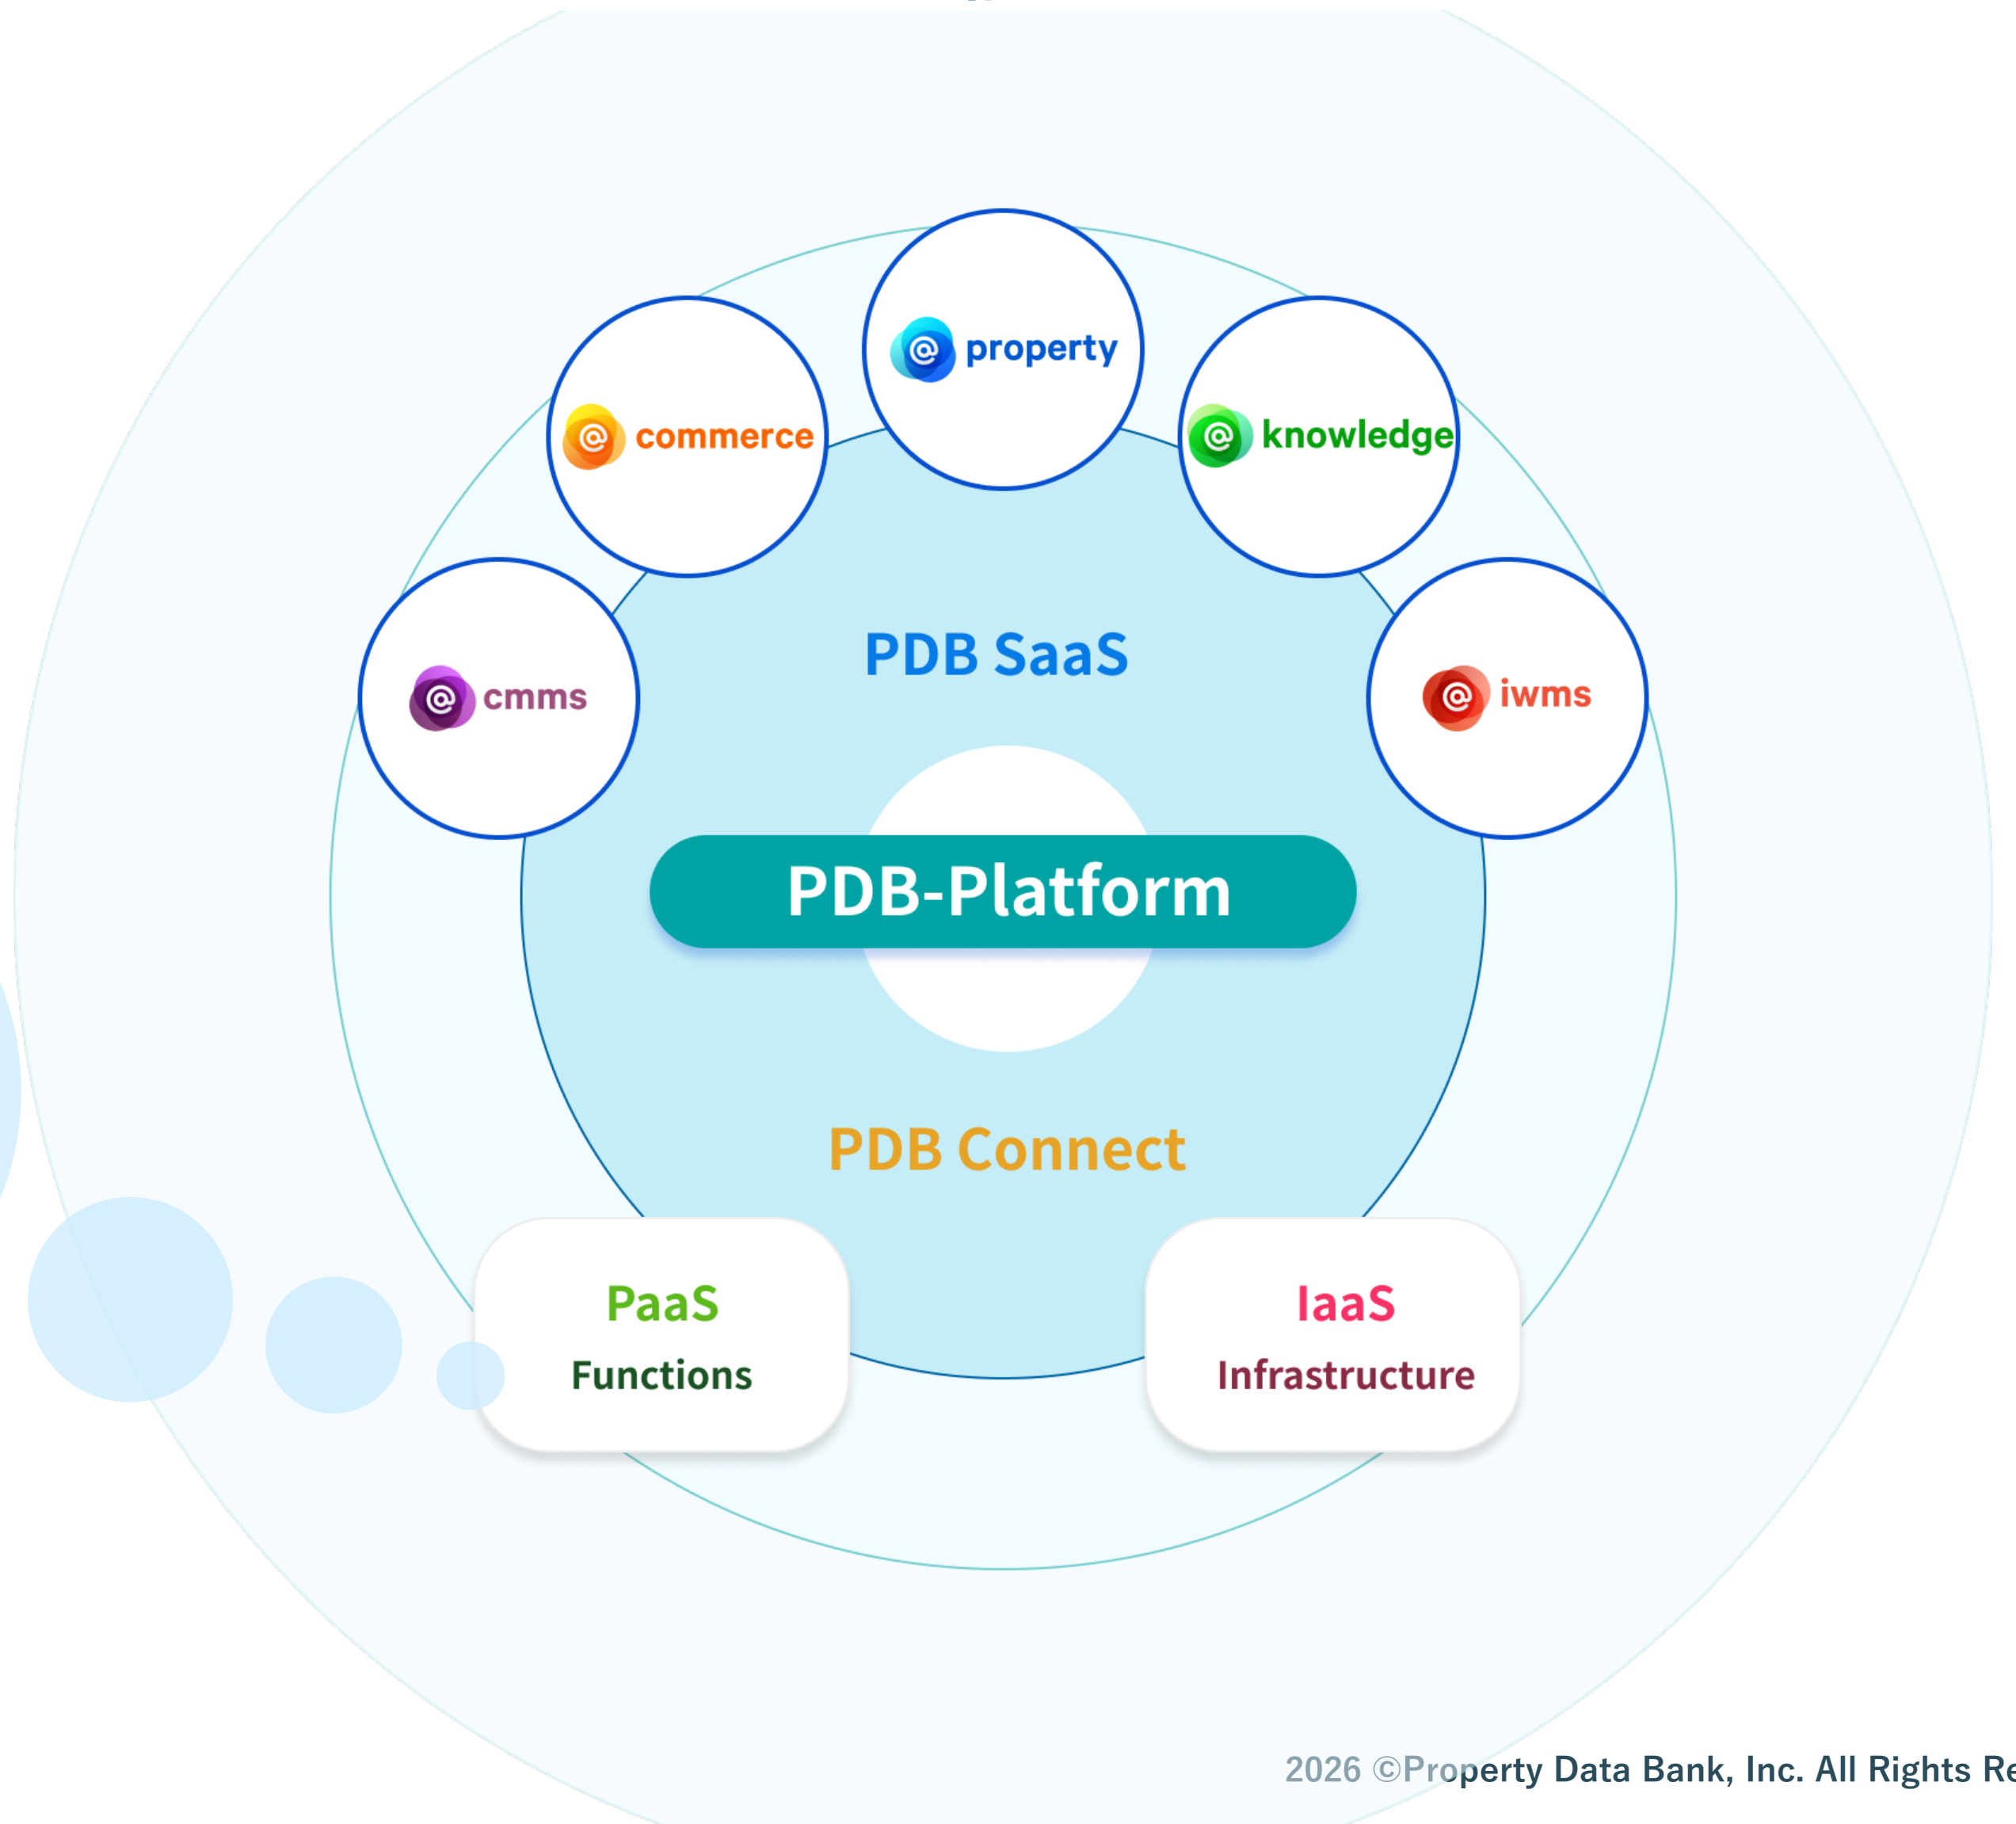 @ property
@ commerce
@ knowledge
@ cmms
@ iwms
PDB SaaS
PDB-Platform
PDB Connect
PaaS
Functions
IaaS
Infrastructure
2026 ©Property Data Bank, Inc. All Rights Re